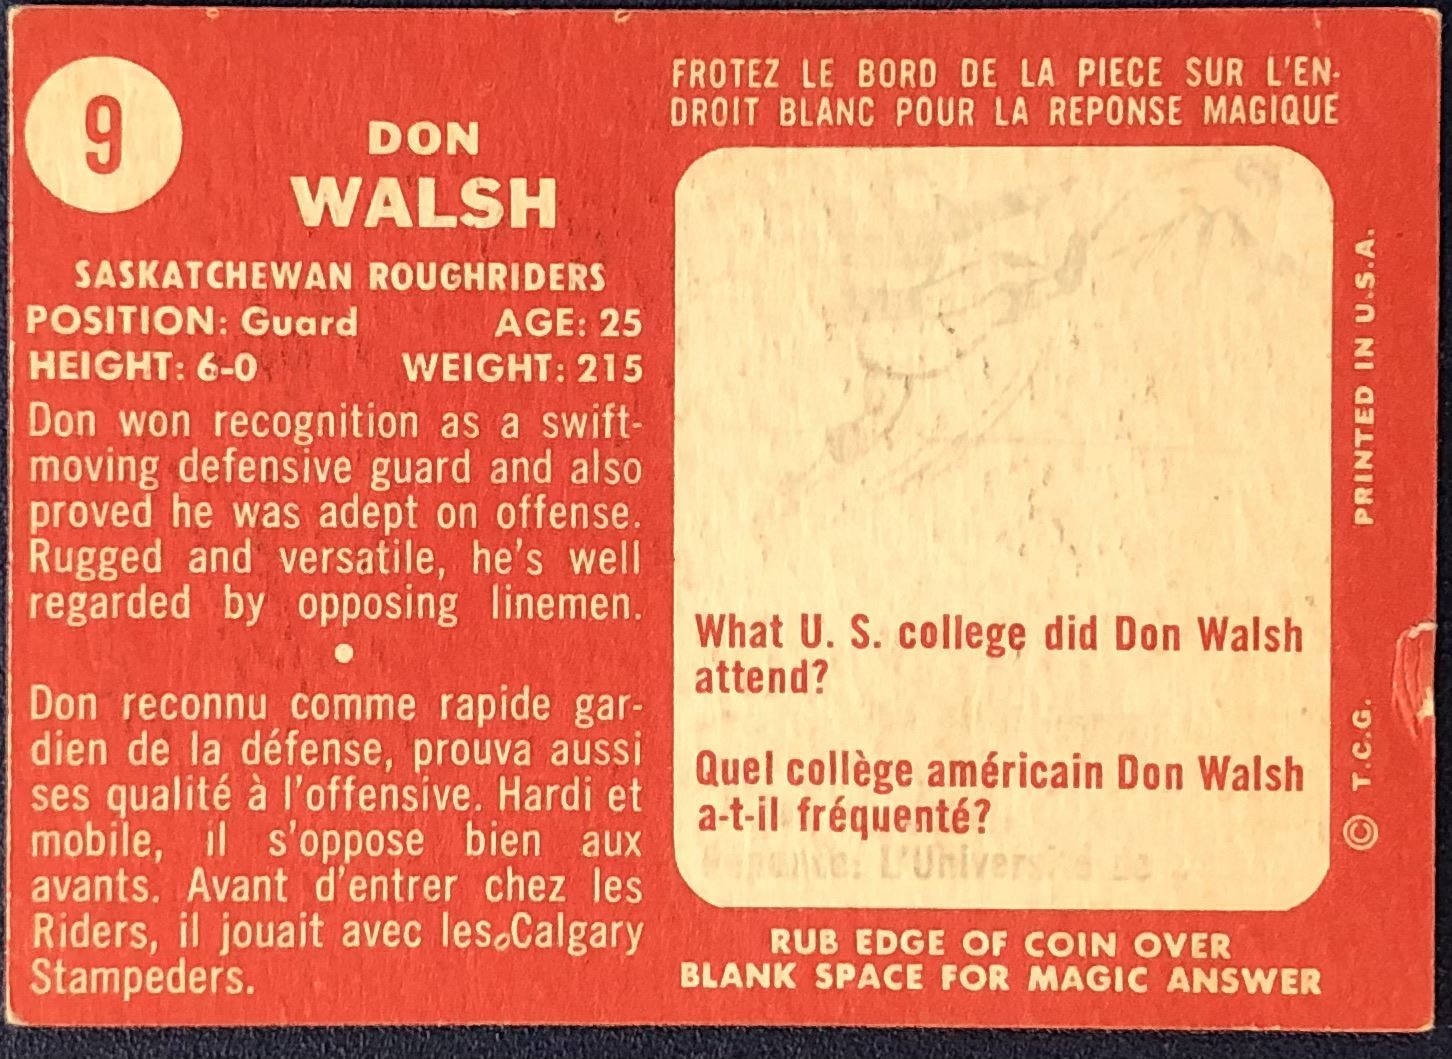 9
DON
WALSH
SASKATCHEWAN ROUGHRIDERS
POSITION: Guard AGE: 25
HEIGHT: 6-0 WEIGHT: 215
Don won recognition as a swift-
moving defensive guard and also
proved he was adept on offense.
Rugged and versatile, he's well
regarded by opposing linemen.
Don reconnu comme rapide gar-
dien de la défense, prouva aussi
ses qualité à l'offensive. Hardi et
mobile, il s'oppose bien aux
avants. Avant d'entrer chez les
Riders, il jouait avec les Calgary
Stampeders.
FROTEZ LE BORD DE LA PIECE SUR L'EN-
DROIT BLANC POUR LA REPONSE MAGIQUE
What U. S. college did Don Walsh
attend?
Quel collège américain Don Walsh
a-t-il fréquenté?
Réponse: L'Université de
RUB EDGE OF COIN OVER
BLANK SPACE FOR MAGIC ANSWER
© T.C.G. PRINTED IN U.S.A.